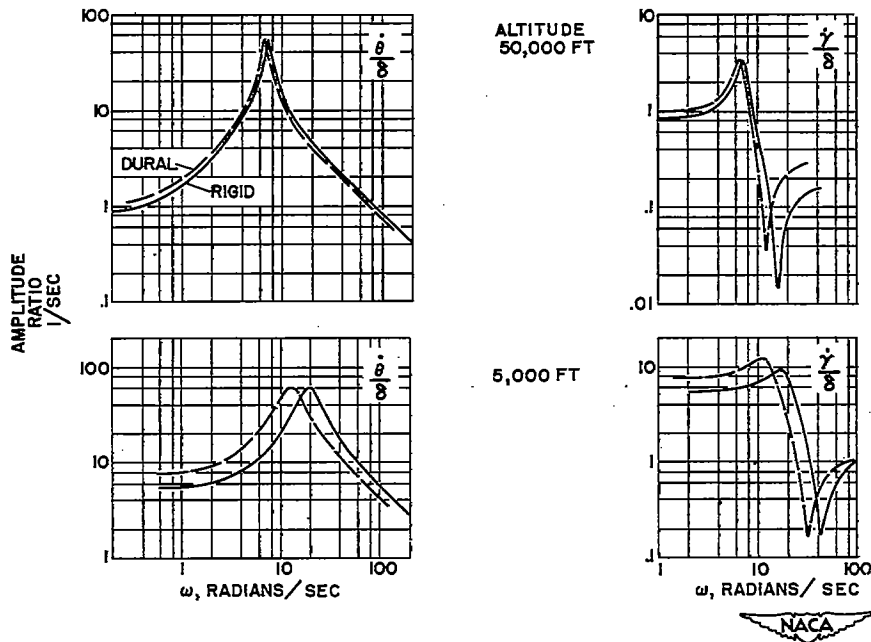 100
10
1
.1
θ̇
δ
DURAL
RIGID
ALTITUDE
50,000 FT
10
1
.1
.01
γ̇
δ
AMPLITUDE
RATIO
1/SEC
100
10
1
θ̇
δ
1 10 100
ω, RADIANS/ SEC
5,000 FT
10
1
.1
γ̇
δ
1 10 100
ω, RADIANS/ SEC
NACA